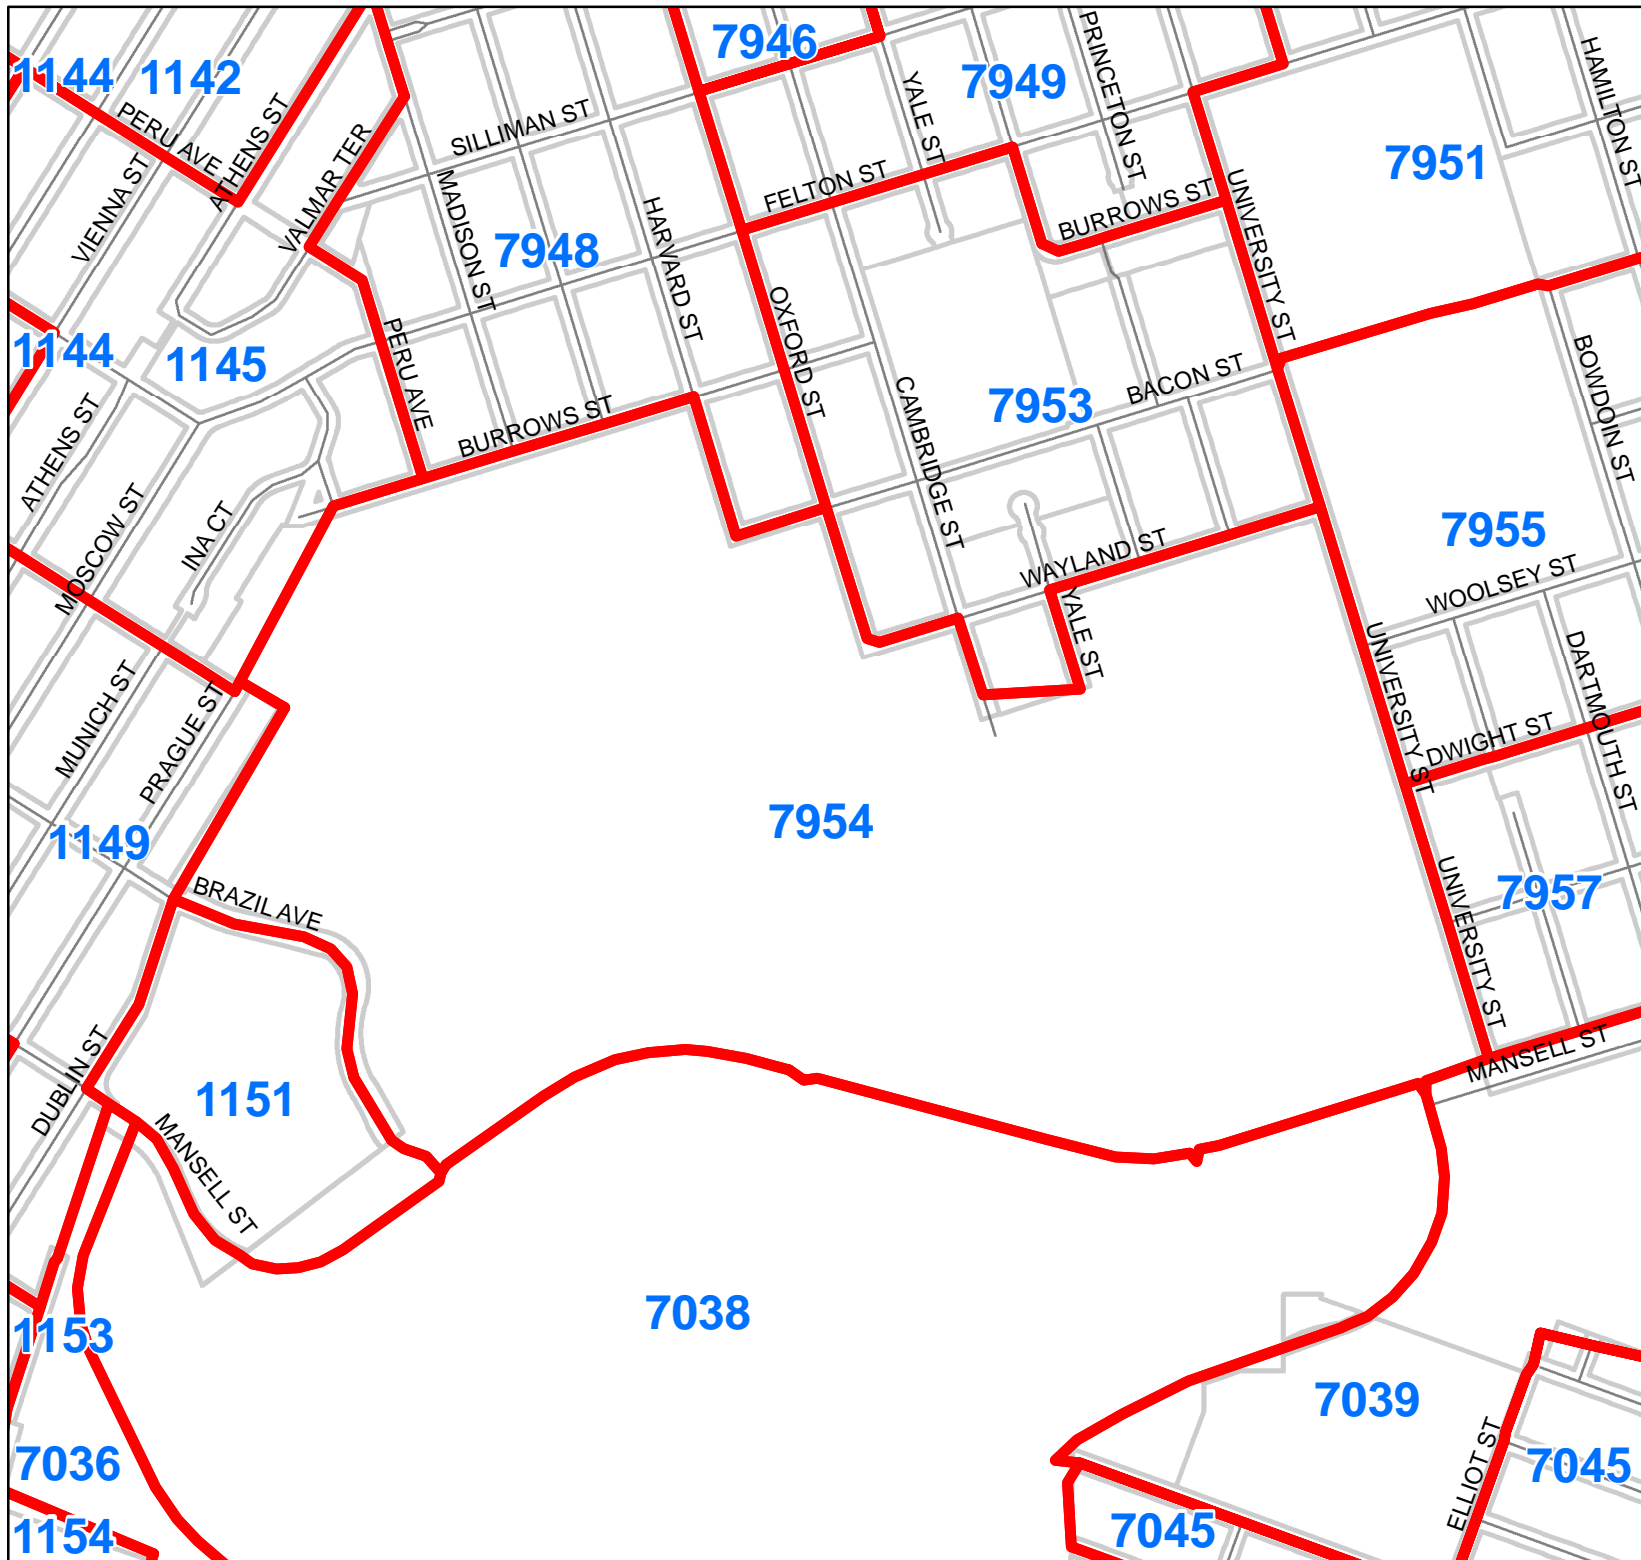 7946
1144
1142
7949
PRINCETON ST
HAMILTON ST
PERU AVE
ATHENS ST
VALMAR TER
SILLIMAN ST
YALE ST
7951
VIENNA ST
MADISON ST
7948
HARVARD ST
FELTON ST
BURROWS ST
UNIVERSITY ST
1144
1145
PERU AVE
OXFORD ST
BOWDOIN ST
ATHENS ST
BURROWS ST
CAMBRIDGE ST
7953
BACON ST
MOSCOW ST
INA CT
7955
WAYLAND ST
WOOLSEY ST
YALE ST
UNIVERSITY ST
DARTMOUTH ST
MUNICH ST
PRAGUE ST
DWIGHT ST
7954
1149
BRAZIL AVE
UNIVERSITY ST
7957
DUBLIN ST
1151
MANSELL ST
MANSELL ST
7038
1153
7039
7036
ELLIOT ST
7045
1154
7045